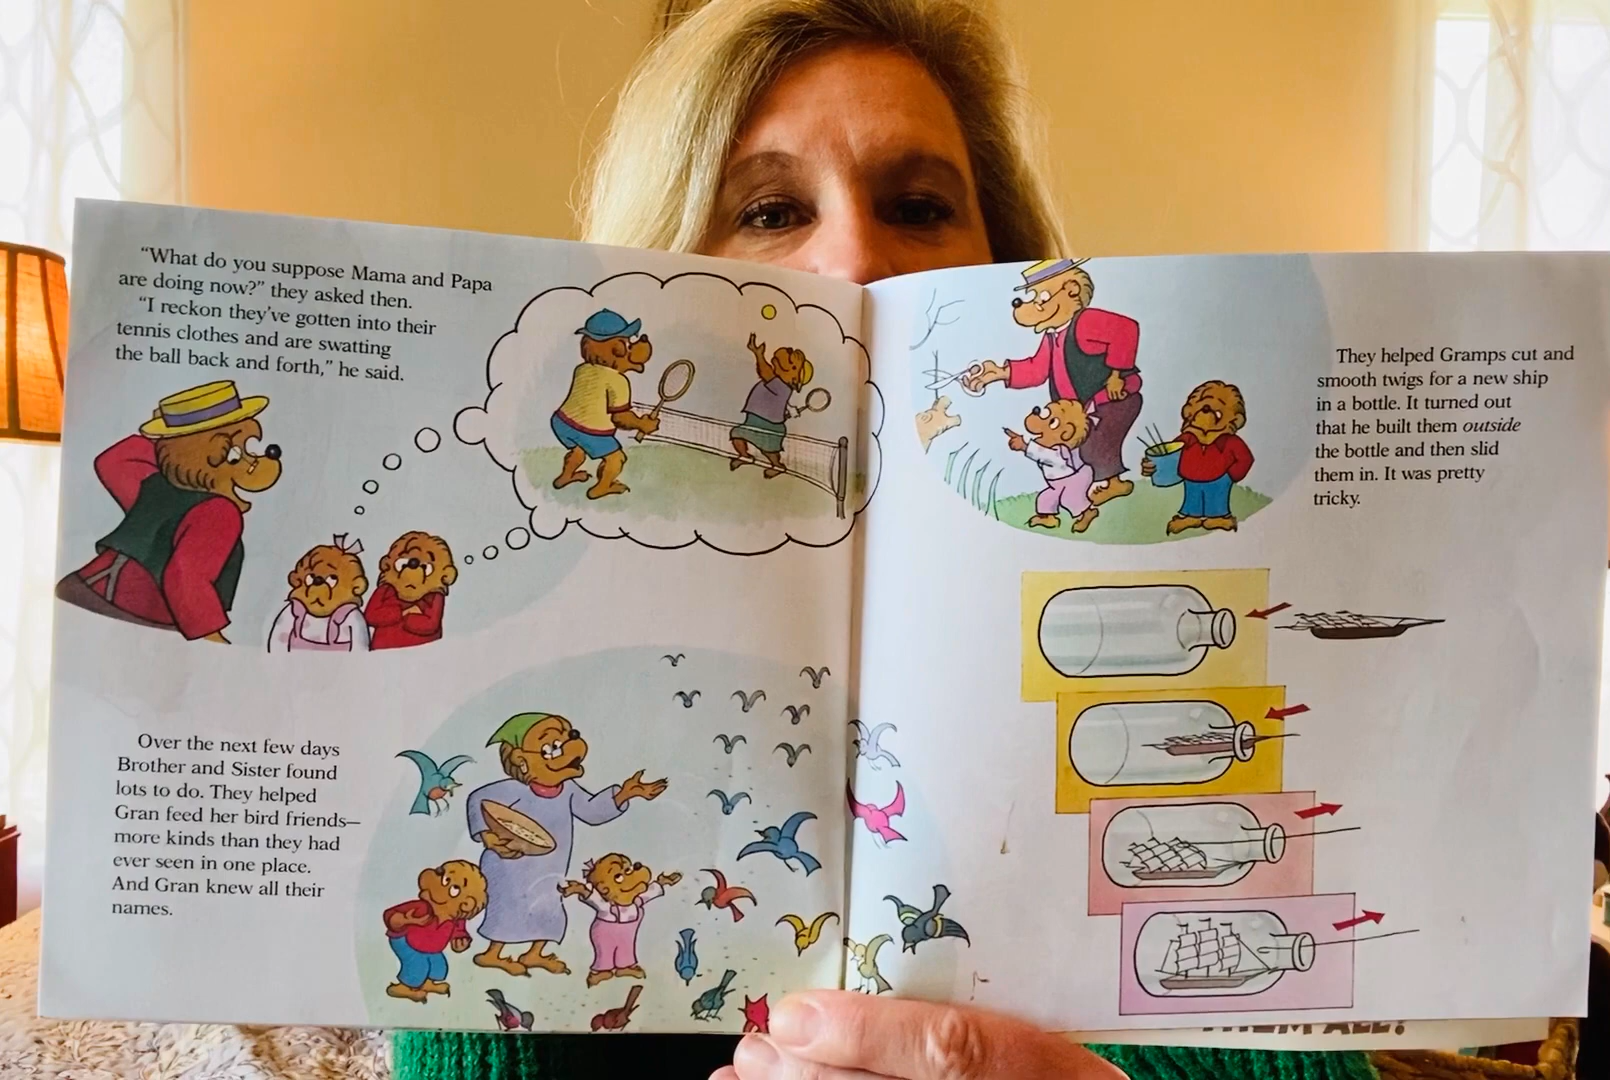 “What do you suppose Mama and Papa
are doing now?” they asked then.
“I reckon they’ve gotten into their
tennis clothes and are swatting
the ball back and forth,” he said.
Over the next few days
Brother and Sister found
lots to do. They helped
Gran feed her bird friends—
more kinds than they had
ever seen in one place.
And Gran knew all their
names.
They helped Gramps cut and
smooth twigs for a new ship
in a bottle. It turned out
that he built them outside
the bottle and then slid
them in. It was pretty
tricky.
THEM ALL!